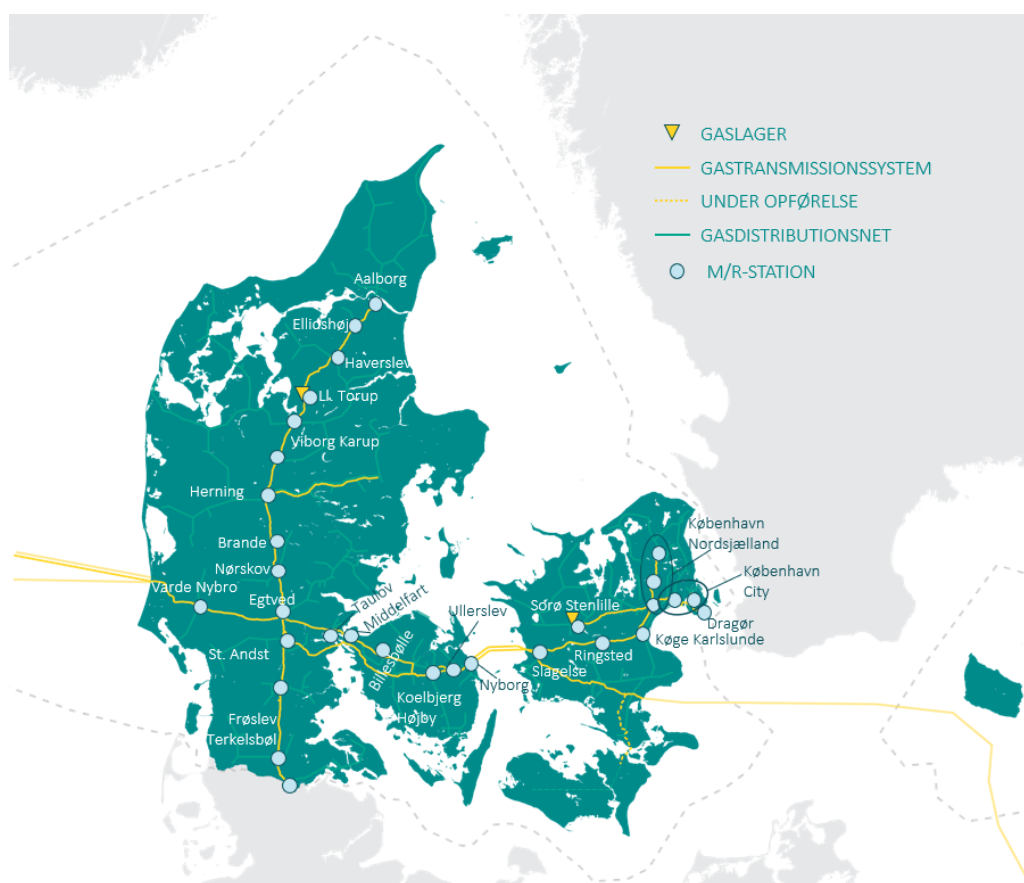 GASLAGER
GASTRANSMISSIONSSYSTEM
UNDER OPFØRELSE
GASDISTRIBUTIONSNET
M/R-STATION
Aalborg
Ellidshøj
Haverslev
Ll. Torup
Viborg Karup
Herning
Brande
Nørskov
Varde Nybro
Egtved
Taulov
Middelfart
St. Andst
Billesbølle
Ullerslev
Koelbjerg
Højby
Nyborg
Frøslev
Terkelsbøl
København
Nordsjælland
København
City
Sorø Stenlille
Dragør
Køge Karlslunde
Ringsted
Slagelse